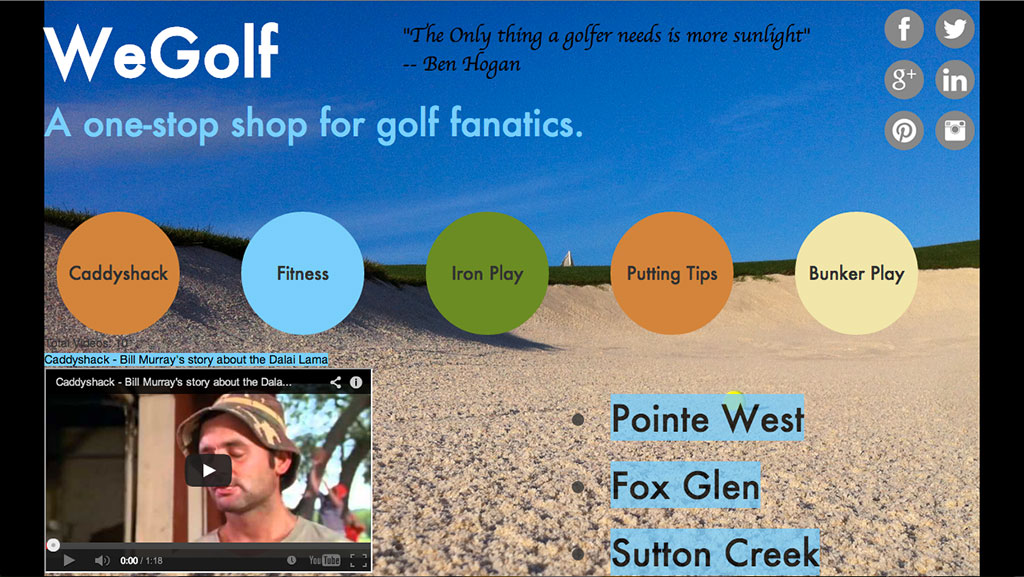 WeGolf
"The Only thing a golfer needs is more sunlight"
-- Ben Hogan
A one-stop shop for golf fanatics.
g+
in
Caddyshack
Fitness
Iron Play
Putting Tips
Bunker Play
Total Videos: 10
Caddyshack - Bill Murray's story about the Dalai Lama
Caddyshack - Bill Murray's story about the Dala...
0:00 / 1:18
YouTube
Pointe West
Fox Glen
Sutton Creek